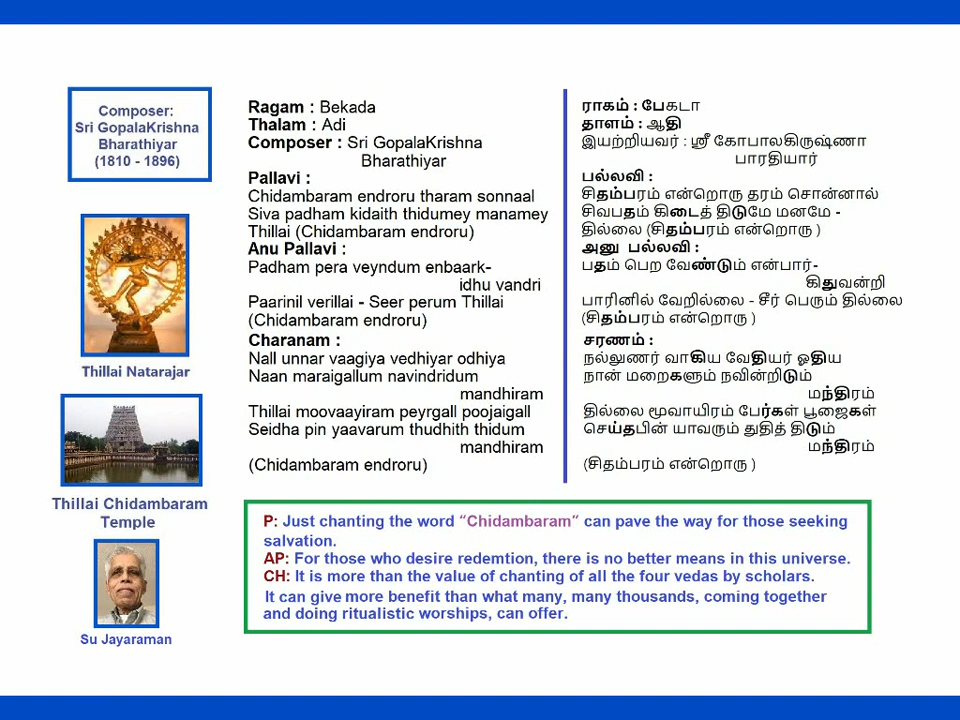 Composer:
Sri GopalaKrishna
Bharathiyar
(1810 - 1896)
Thillai Natarajar
Thillai Chidambaram
Temple
Su Jayaraman
Ragam : Bekada
Thalam : Adi
Composer : Sri GopalaKrishna
Bharathiyar
Pallavi :
Chidambaram endroru tharam sonnaal
Siva padham kidaith thidumey manamey
Thillai (Chidambaram endroru)
Anu Pallavi :
Padham pera veyndum enbaark-
idhu vandri
Paarinil verillai - Seer perum Thillai
(Chidambaram endroru)
Charanam :
Nall unnar vaagiya vedhiyar odhiya
Naan maraigallum navindridum
mandhiram
Thillai moovaayiram peyrgall poojaigall
Seidha pin yaavarum thudhith thidum
mandhiram
(Chidambaram endroru)
ராகம் : பேகடா
தாளம் : ஆதி
இயற்றியவர் : ஸ்ரீ கோபாலகிருஷ்ணா
பாரதியார்
பல்லவி :
சிதம்பரம் என்றொரு தரம் சொன்னால்
சிவபதம் கிடைத் திடுமே மனமே -
தில்லை (சிதம்பரம் என்றொரு )
அனு பல்லவி :
பதம் பெற வேண்டும் என்பார்-
கிதுவன்றி
பாரினில் வேறில்லை - சீர் பெரும் தில்லை
(சிதம்பரம் என்றொரு )
சரணம் :
நல்லுணர் வாகிய வேதியர் ஓதிய
நான் மறைகளும் நவின்றிடும்
மந்திரம்
தில்லை மூவாயிரம் பேர்கள் பூஜைகள்
செய்தபின் யாவரும் துதித் திடும்
மந்திரம்
(சிதம்பரம் என்றொரு )
P: Just chanting the word “Chidambaram” can pave the way for those seeking
salvation.
AP: For those who desire redemtion, there is no better means in this universe.
CH: It is more than the value of chanting of all the four vedas by scholars.
It can give more benefit than what many, many thousands, coming together
and doing ritualistic worships, can offer.